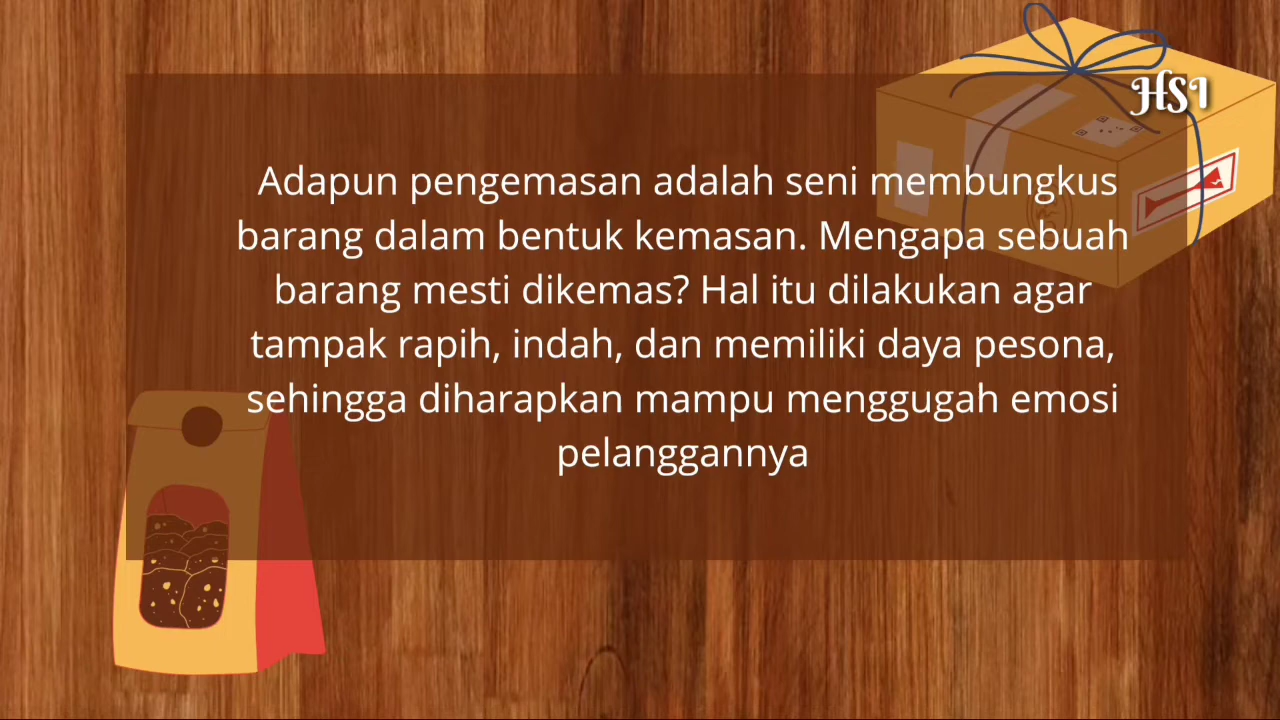 HSI
Adapun pengemasan adalah seni membungkus
barang dalam bentuk kemasan. Mengapa sebuah
barang mesti dikemas? Hal itu dilakukan agar
tampak rapih, indah, dan memiliki daya pesona,
sehingga diharapkan mampu menggugah emosi
pelanggannya